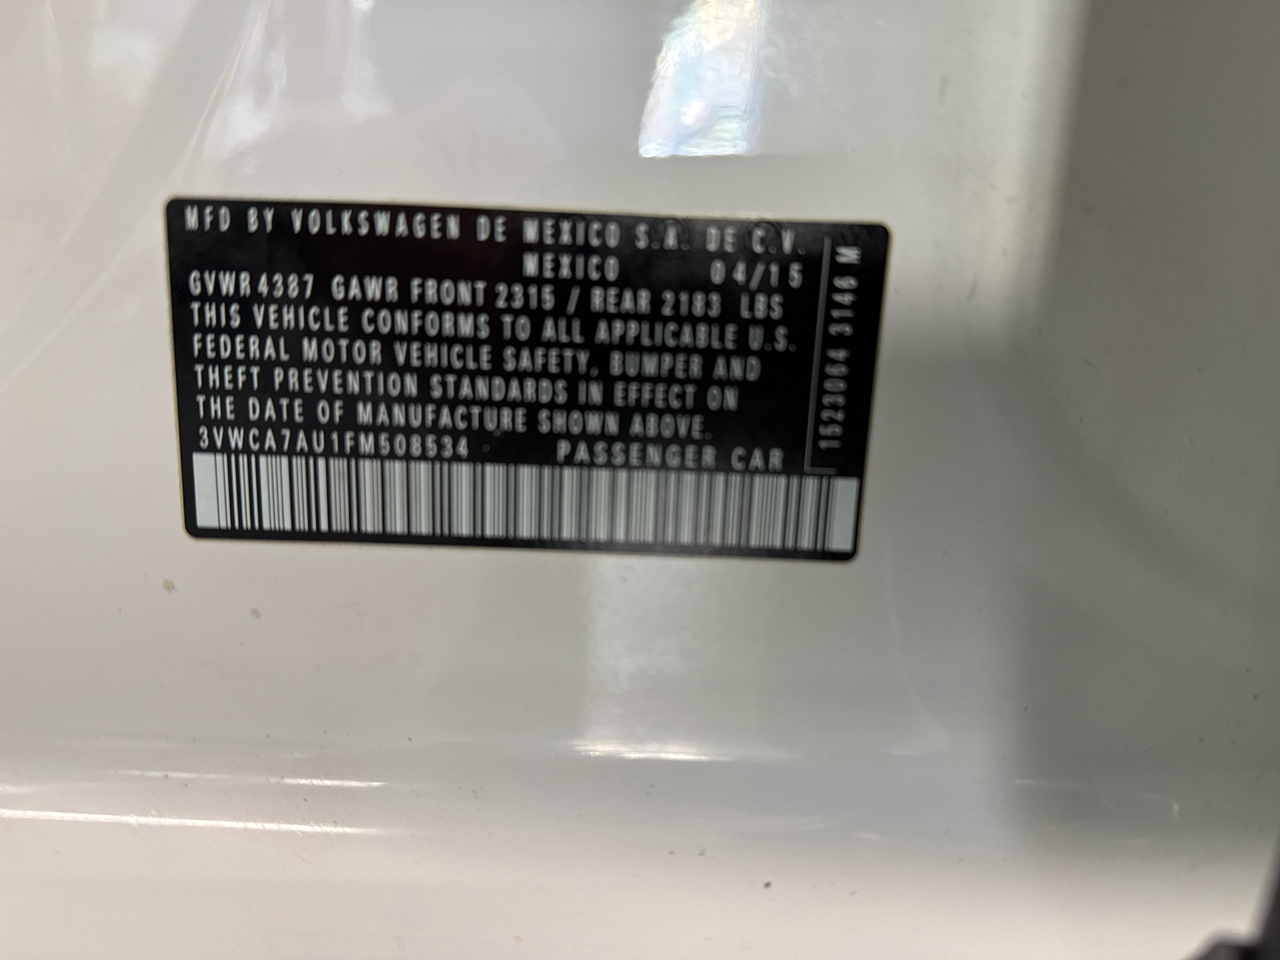 MFD BY VOLKSWAGEN DE MEXICO S.A. DE C.V.
MEXICO 04/15
GVWR 4387 GAWR FRONT 2315 / REAR 2183 LBS
THIS VEHICLE CONFORMS TO ALL APPLICABLE U.S.
FEDERAL MOTOR VEHICLE SAFETY, BUMPER AND
THEFT PREVENTION STANDARDS IN EFFECT ON
THE DATE OF MANUFACTURE SHOWN ABOVE.
3VWCA7AU1FM508534 PASSENGER CAR
1523064 3146 M